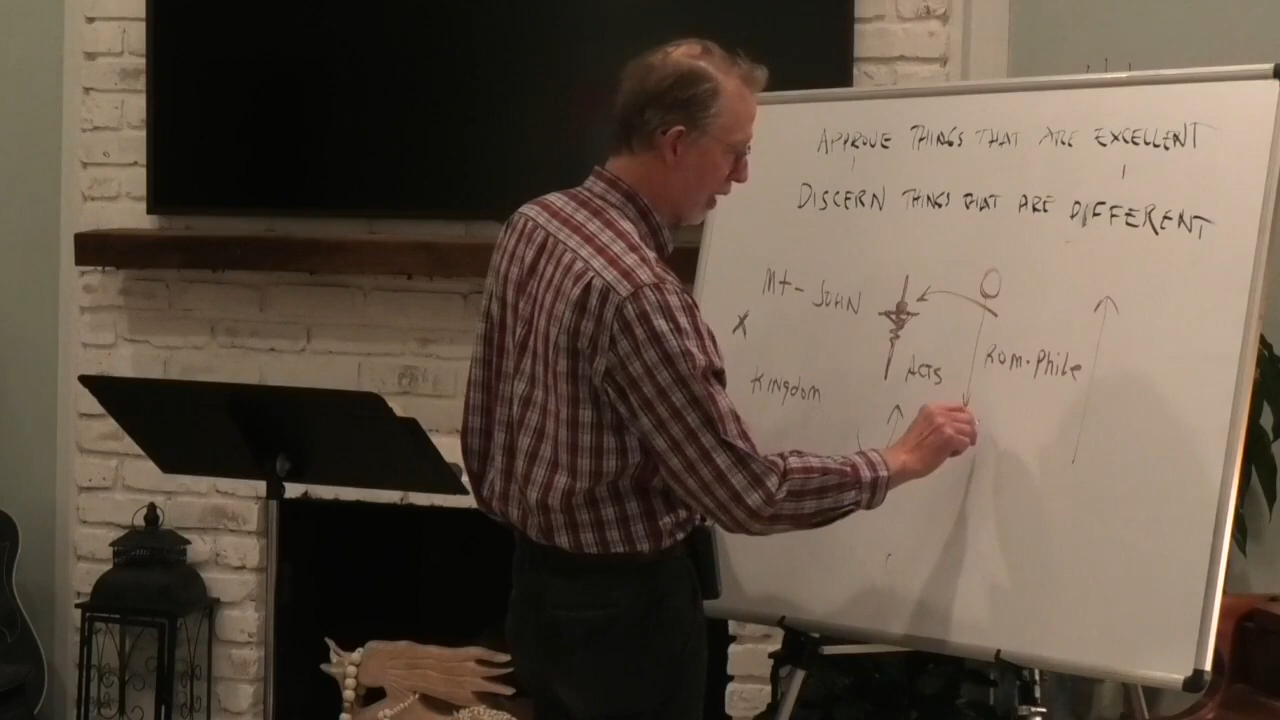 APPROVE THINGS THAT ARE EXCELLENT
DISCERN THINGS THAT ARE DIFFERENT
Mt - JOHN
X
ACTS
ROM - Phile
Kingdom